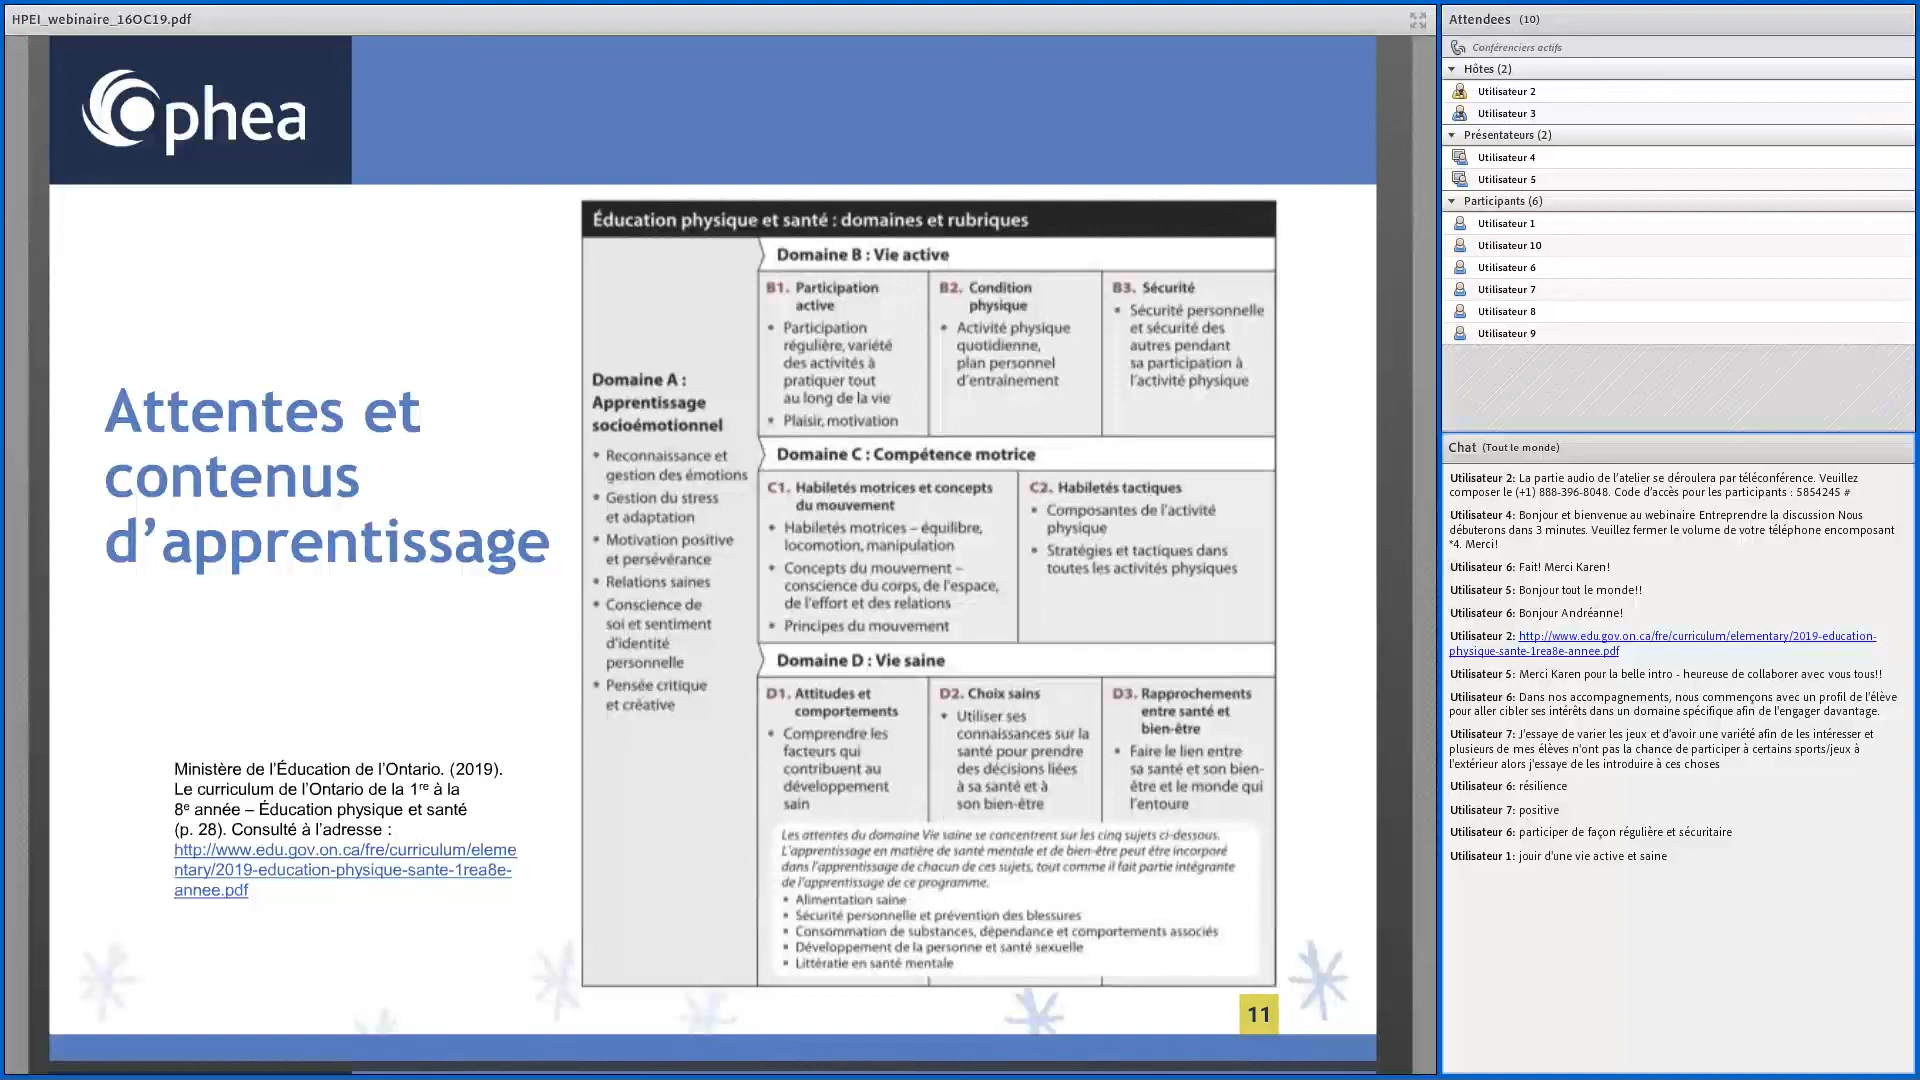 HPEI_webinaire_16OC19.pdf
Ophea
Attentes et
contenus
d’apprentissage
Ministère de l’Éducation de l’Ontario. (2019).
Le curriculum de l’Ontario de la 1re à la
8e année – Éducation physique et santé
(p. 28). Consulté à l’adresse :
http://www.edu.gov.on.ca/fre/curriculum/eleme
ntary/2019-education-physique-sante-1rea8e-
annee.pdf
Éducation physique et santé : domaines et rubriques
Domaine A :
Apprentissage
socioémotionnel
• Reconnaissance et
gestion des émotions
• Gestion du stress
et adaptation
• Motivation positive
et persévérance
• Relations saines
• Conscience de
soi et sentiment
d’identité
personnelle
• Pensée critique
et créative
Domaine B : Vie active
B1. Participation
active
• Participation
régulière, variété
des activités à
pratiquer tout
au long de la vie
• Plaisir, motivation
B2. Condition
physique
• Activité physique
quotidienne,
plan personnel
d’entraînement
B3. Sécurité
• Sécurité personnelle
et sécurité des
autres pendant
sa participation à
l’activité physique
Domaine C : Compétence motrice
C1. Habiletés motrices et concepts
du mouvement
• Habiletés motrices – équilibre,
locomotion, manipulation
• Concepts du mouvement –
conscience du corps, de l’espace,
de l’effort et des relations
• Principes du mouvement
C2. Habiletés tactiques
• Composantes de l’activité
physique
• Stratégies et tactiques dans
toutes les activités physiques
Domaine D : Vie saine
D1. Attitudes et
comportements
• Comprendre les
facteurs qui
contribuent au
développement
sain
D2. Choix sains
• Utiliser ses
connaissances sur la
santé pour prendre
des décisions liées
à sa santé et à
son bien-être
D3. Rapprochements
entre santé et
bien-être
• Faire le lien entre
sa santé et son bien-
être et le monde qui
l’entoure
Les attentes du domaine Vie saine se concentrent sur les cinq sujets ci-dessous.
L’apprentissage en matière de santé mentale et de bien-être peut être incorporé
dans l’apprentissage de chacun de ces sujets, tout comme il fait partie intégrante
de l’apprentissage de ce programme.
• Alimentation saine
• Sécurité personnelle et prévention des blessures
• Consommation de substances, dépendance et comportements associés
• Développement de la personne et santé sexuelle
• Littératie en santé mentale
11
Attendees (10)
Conférenciers actifs
Hôtes (2)
Utilisateur 2
Utilisateur 3
Présentateurs (2)
Utilisateur 4
Utilisateur 5
Participants (6)
Utilisateur 1
Utilisateur 10
Utilisateur 6
Utilisateur 7
Utilisateur 8
Utilisateur 9
Chat (Tout le monde)
Utilisateur 2: La partie audio de l'atelier se déroulera par téléconférence. Veuillez
composer le (+1) 888-396-8048. Code d'accès pour les participants : 5854245 #
Utilisateur 4: Bonjour et bienvenue au webinaire Entreprendre la discussion Nous
débuterons dans 3 minutes. Veuillez fermer le volume de votre téléphone encomposant
*4. Merci!
Utilisateur 6: Fait! Merci Karen!
Utilisateur 5: Bonjour tout le monde!!
Utilisateur 6: Bonjour Andréanne!
Utilisateur 2: http://www.edu.gov.on.ca/fre/curriculum/elementary/2019-education-
physique-sante-1rea8e-annee.pdf
Utilisateur 5: Merci Karen pour la belle intro - heureuse de collaborer avec vous tous!!
Utilisateur 6: Dans nos accompagnements, nous commençons avec un profil de l'élève
pour aller cibler ses intérêts dans un domaine spécifique afin de l'engager davantage.
Utilisateur 7: J'essaye de varier les jeux et d'avoir une variété afin de les intéresser et
plusieurs de mes élèves n'ont pas la chance de participer à certains sports/jeux à
l'extérieur alors j'essaye de les introduire à ces choses
Utilisateur 6: résilience
Utilisateur 7: positive
Utilisateur 6: participer de façon régulière et sécuritaire
Utilisateur 1: jouir d'une vie active et saine